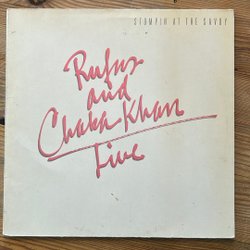 STOMPIN AT THE SAVOY
Rufus
and
Chaka Khan
Live